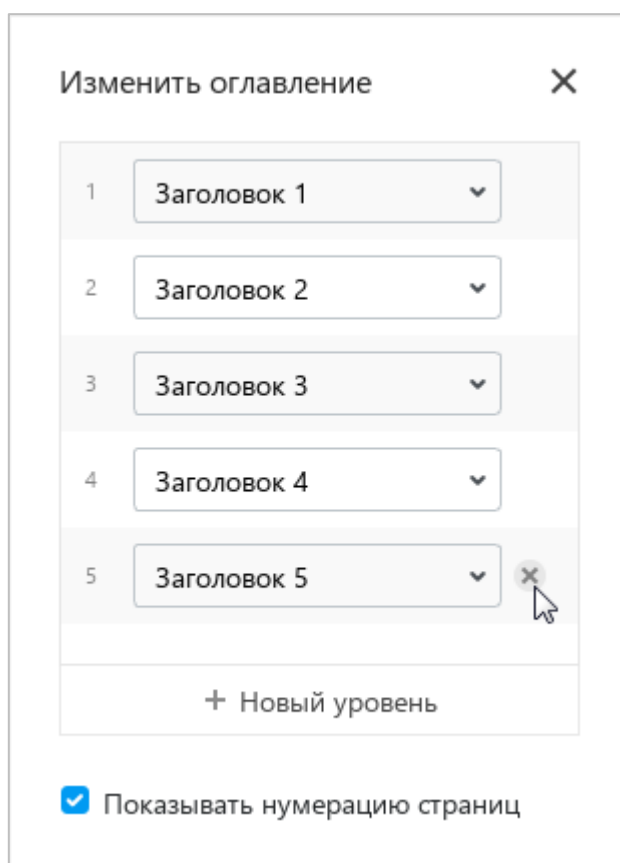 Изменить оглавление
1 Заголовок 1
2 Заголовок 2
3 Заголовок 3
4 Заголовок 4
5 Заголовок 5
+ Новый уровень
Показывать нумерацию страниц